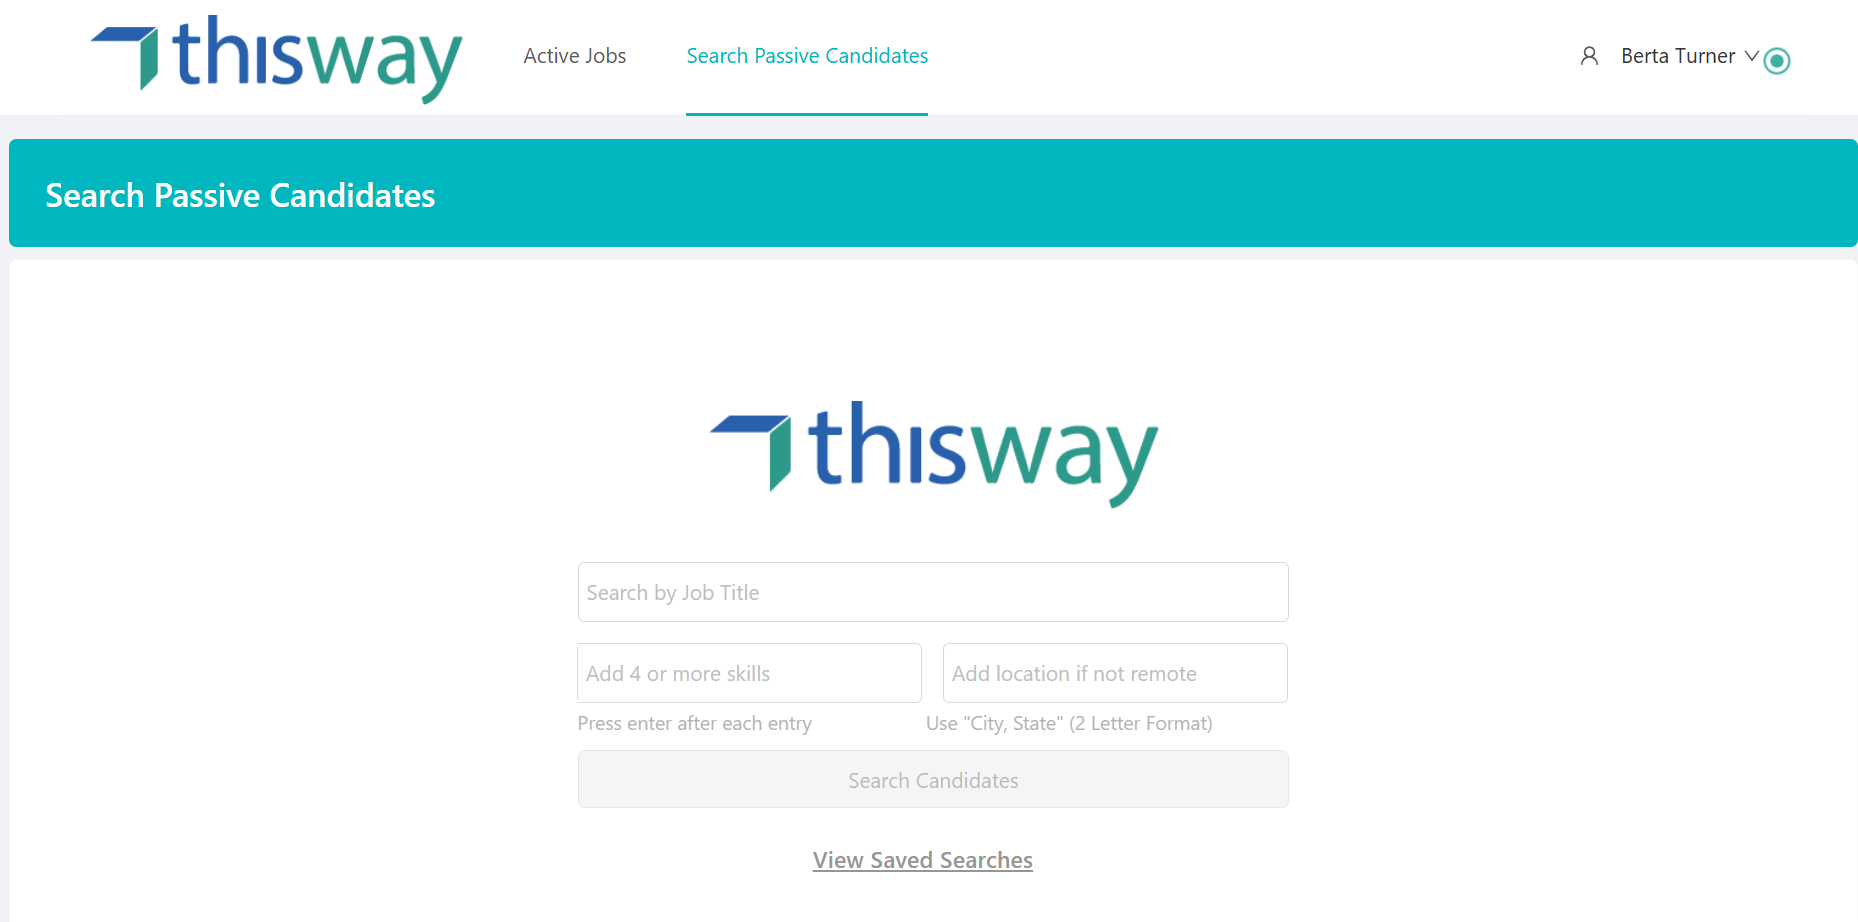 thisway
Active Jobs
Search Passive Candidates
Berta Turner
Search Passive Candidates
thisway
Search by Job Title
Add 4 or more skills
Add location if not remote
Press enter after each entry
Use "City, State" (2 Letter Format)
Search Candidates
View Saved Searches